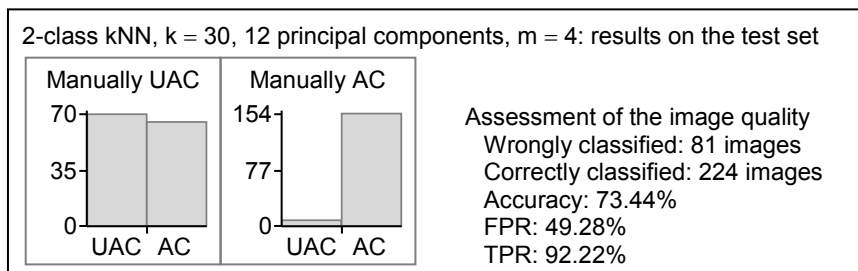 2-class kNN, k = 30, 12 principal components, m = 4: results on the test set
Manually UAC
70
35
0
UAC AC
Manually AC
154
77
0
UAC AC
Assessment of the image quality
Wrongly classified: 81 images
Correctly classified: 224 images
Accuracy: 73.44%
FPR: 49.28%
TPR: 92.22%